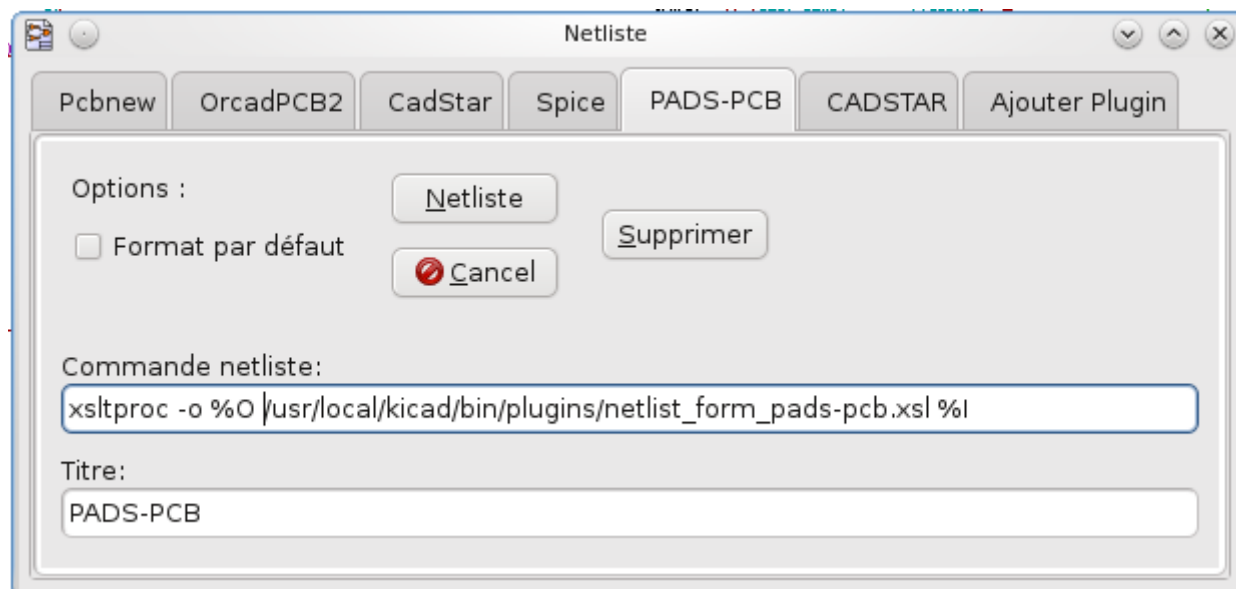 Netliste
Pcbnew OrcadPCB2 CadStar Spice PADS-PCB CADSTAR Ajouter Plugin
Options :
Netliste
Supprimer
Format par défaut
Cancel
Commande netliste:
xsltproc -o %O /usr/local/kicad/bin/plugins/netlist_form_pads-pcb.xsl %I
Titre:
PADS-PCB